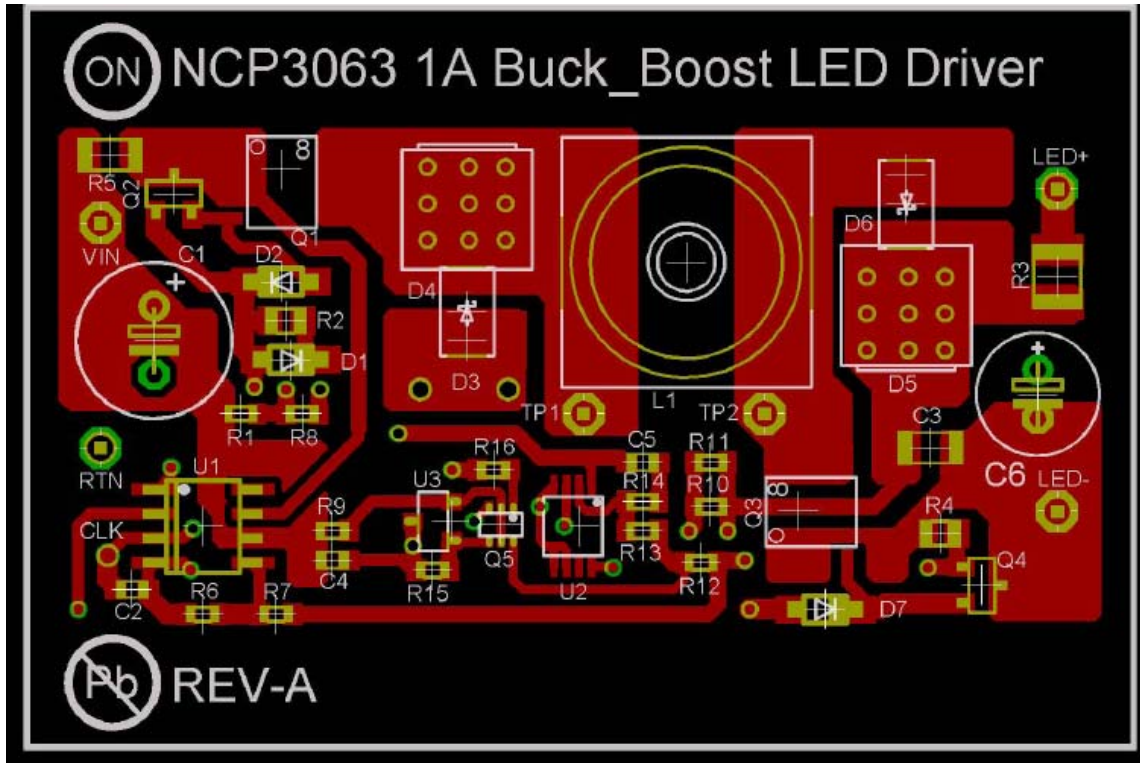 ON NCP3063 1A Buck_Boost LED Driver
R5
Q2
8
Q1
VIN
C1
+
D2
R2
D1
D4
D3
D6
LED+
R3
D5
+
C6
C3
L1
TP1
TP2
R1
R8
RTN
U1
CLK
C2
R6
R7
R9
C4
U3
R16
R15
Q5
U2
C5
R14
R13
R11
R10
R12
Q3
8
R4
LED-
Q4
D7
Pb REV-A